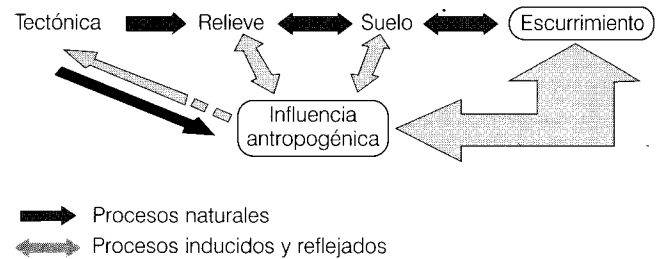 Tectónica Relieve Suelo Escurrimiento
Influencia
antropogénica
Procesos naturales
Procesos inducidos y reflejados